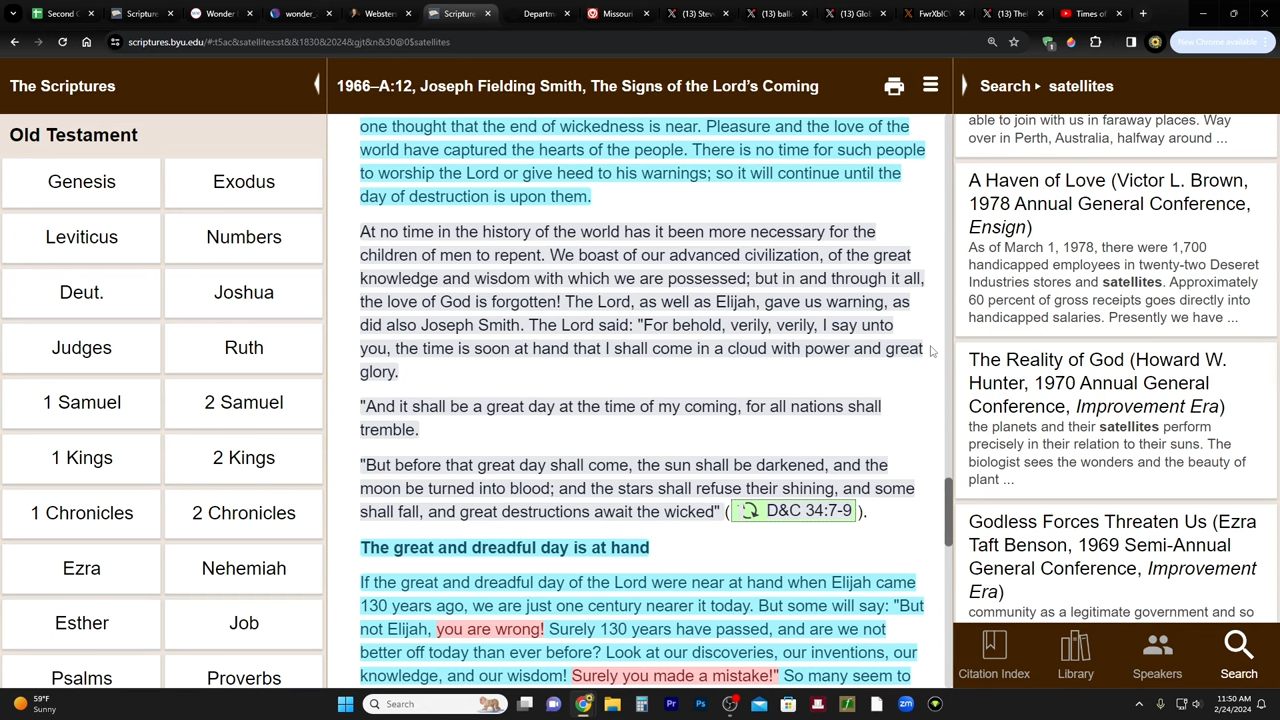 Second G
Scripture
Wonder
wonder_
Websters
Scripture
Departm
Missouri
(13) Stev
(13) ballo
(13) Glob
FwrXbIC
(13) Thei
Times of
scriptures.byu.edu/#:t5ac&satellites:st&&1830&2024&gjt&n&30@0$satellites
New Chrome available
The Scriptures
1966–A:12, Joseph Fielding Smith, The Signs of the Lord's Coming
Search▸ satellites
Old Testament
Genesis
Exodus
Leviticus
Numbers
Deut.
Joshua
Judges
Ruth
1 Samuel
2 Samuel
1 Kings
2 Kings
1 Chronicles
2 Chronicles
Ezra
Nehemiah
Esther
Job
Psalms
Proverbs
one thought that the end of wickedness is near. Pleasure and the love of the
world have captured the hearts of the people. There is no time for such people
to worship the Lord or give heed to his warnings; so it will continue until the
day of destruction is upon them.
At no time in the history of the world has it been more necessary for the
children of men to repent. We boast of our advanced civilization, of the great
knowledge and wisdom with which we are possessed; but in and through it all,
the love of God is forgotten! The Lord, as well as Elijah, gave us warning, as
did also Joseph Smith. The Lord said: "For behold, verily, verily, I say unto
you, the time is soon at hand that I shall come in a cloud with power and great
glory.
"And it shall be a great day at the time of my coming, for all nations shall
tremble.
"But before that great day shall come, the sun shall be darkened, and the
moon be turned into blood; and the stars shall refuse their shining, and some
shall fall, and great destructions await the wicked" ( D&C 34:7-9 ).
The great and dreadful day is at hand
If the great and dreadful day of the Lord were near at hand when Elijah came
130 years ago, we are just one century nearer it today. But some will say: "But
not Elijah, you are wrong! Surely 130 years have passed, and are we not
better off today than ever before? Look at our discoveries, our inventions, our
knowledge, and our wisdom! Surely you made a mistake!" So many seem to
able to join with us in faraway places. Way
over in Perth, Australia, halfway around ...
A Haven of Love (Victor L. Brown,
1978 Annual General Conference,
Ensign)
As of March 1, 1978, there were 1,700
handicapped employees in twenty-two Deseret
Industries stores and satellites. Approximately
60 percent of gross receipts goes directly into
handicapped salaries. Presently we have ...
The Reality of God (Howard W.
Hunter, 1970 Annual General
Conference, Improvement Era)
the planets and their satellites perform
precisely in their relation to their suns. The
biologist sees the wonders and the beauty of
plant ...
Godless Forces Threaten Us (Ezra
Taft Benson, 1969 Semi-Annual
General Conference, Improvement
Era)
community as a legitimate government and so
Citation Index
Library
Speakers
Search
59°F
Sunny
Search
11:50 AM
2/24/2024